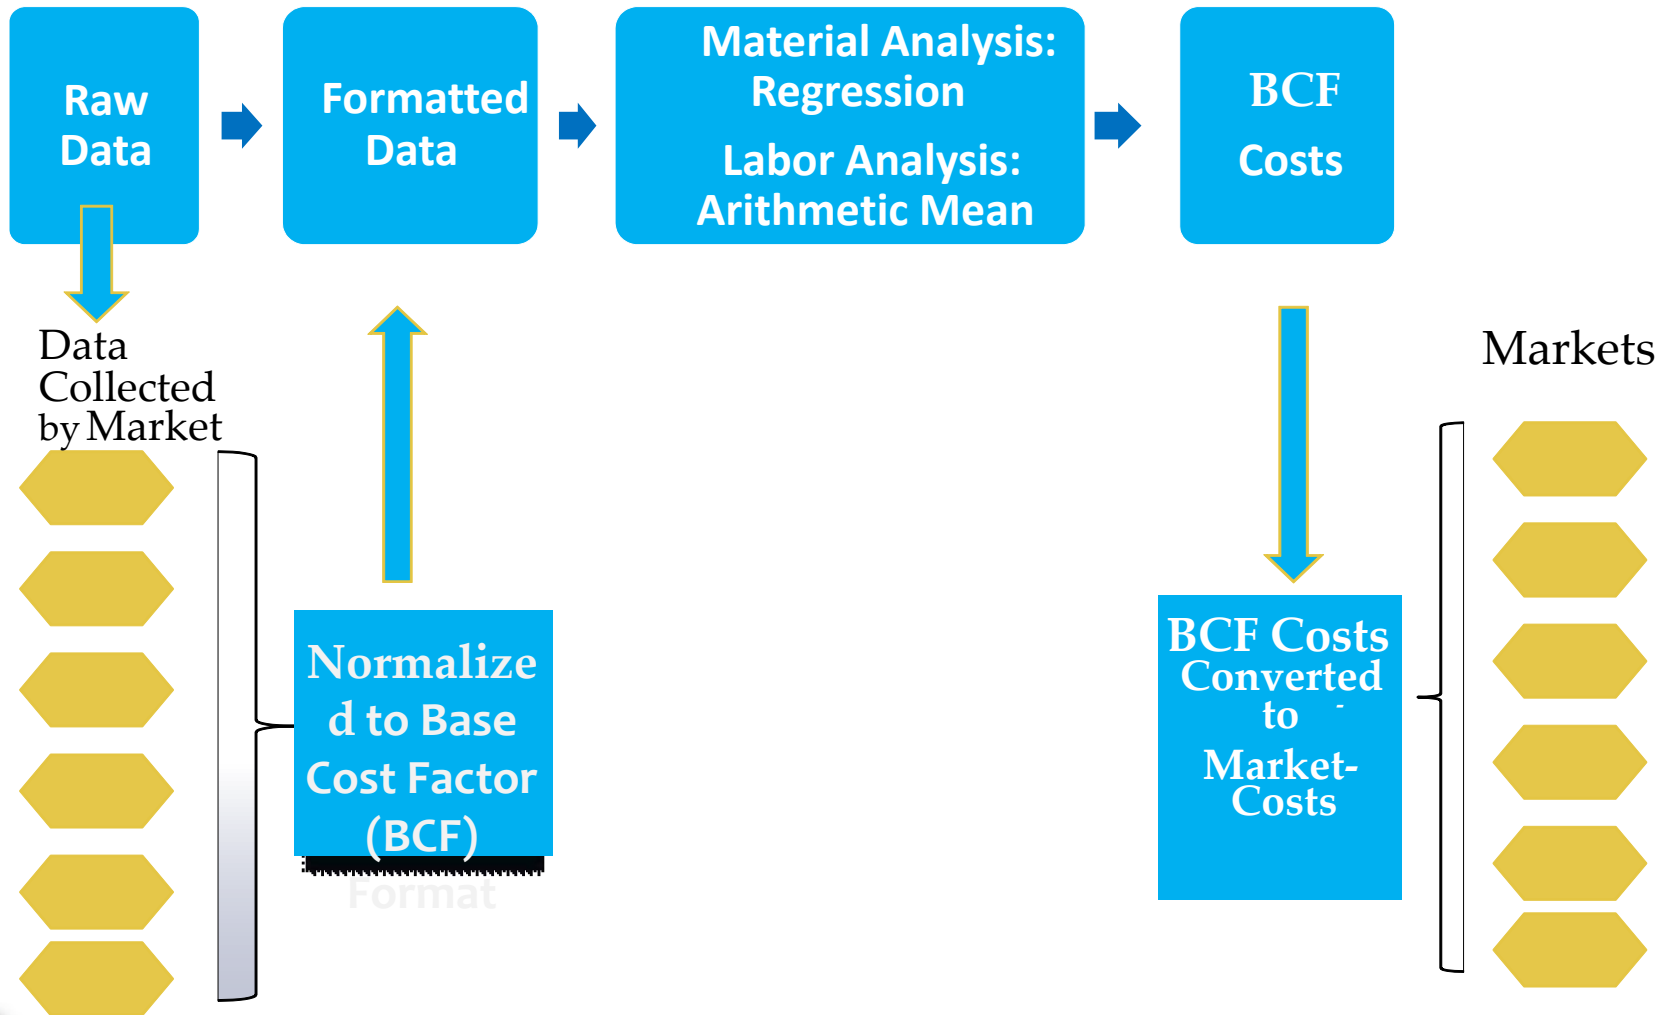 Raw
Data
Formatted
Data
Material Analysis:
Regression
Labor Analysis:
Arithmetic Mean
BCF
Costs
Data
Collected
by Market
Markets
Normalize
d to Base
Cost Factor
(BCF)
Format
BCF Costs
Converted
to -
Market-
Costs